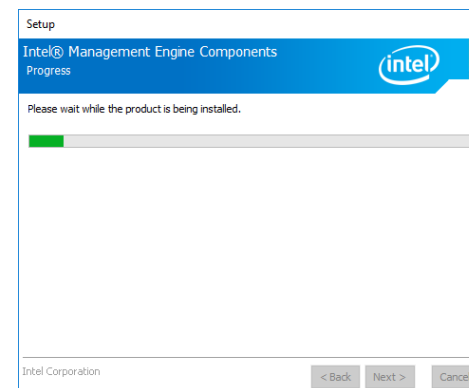 Setup
Intel® Management Engine Components
Progress
intel
Please wait while the product is being installed.
Intel Corporation
< Back
Next >
Cance